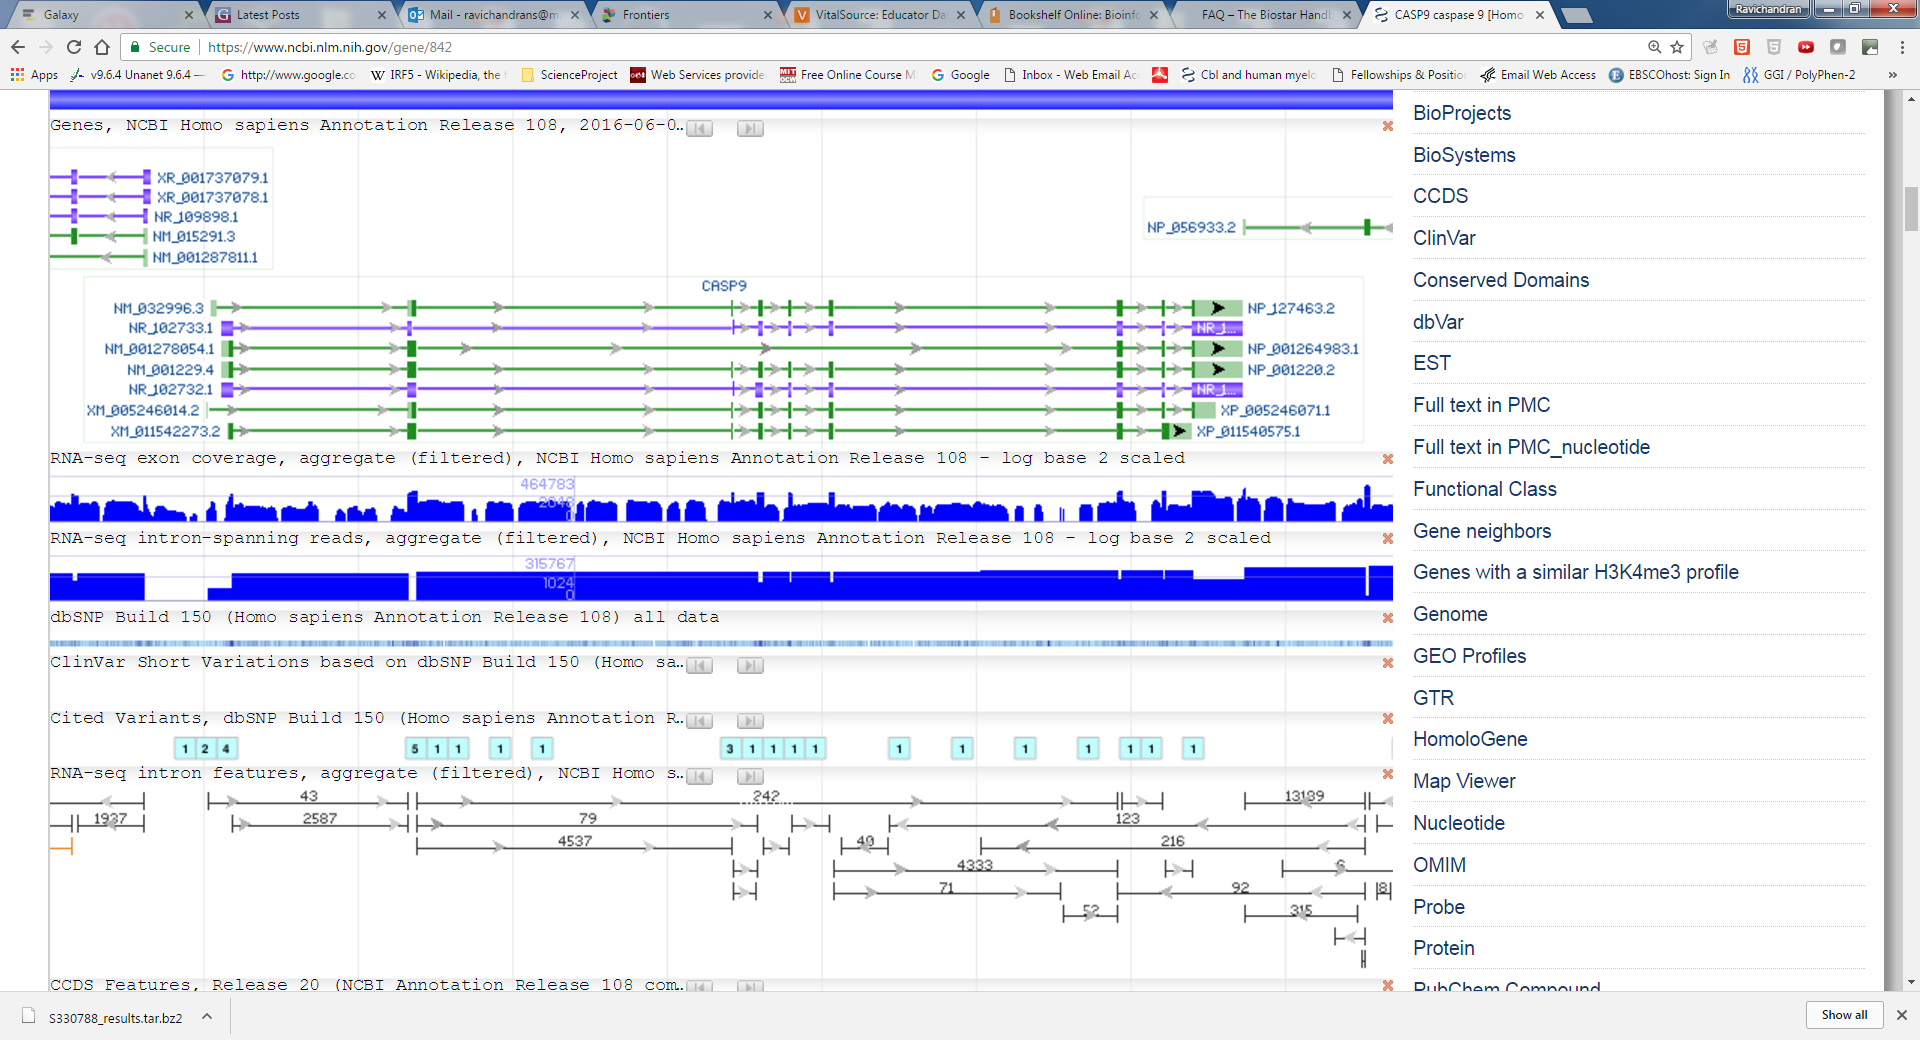 Galaxy
Latest Posts
Mail - ravichandrans@m
Frontiers
VitalSource: Educator Da
Bookshelf Online: Bioinf
FAQ – The Biostar Handb
CASP9 caspase 9 [Homo
Ravichandran
Secure
https://www.ncbi.nlm.nih.gov/gene/842
Apps
v9.6.4 Unanet 9.6.4 —
http://www.google.co
IRF5 - Wikipedia, the f
ScienceProject
Web Services provide
Free Online Course M
Google
Inbox - Web Email Ac
Cbl and human myelo
Fellowships & Positio
Email Web Access
EBSCOhost: Sign In
GGI / PolyPhen-2
»
Genes, NCBI Homo sapiens Annotation Release 108, 2016-06-0…
XR_001737079.1
XR_001737078.1
NR_109898.1
NM_015291.3
NM_001287811.1
NP_056933.2
CASP9
NM_032996.3
NP_127463.2
NR_102733.1
NR_1...
NM_001278054.1
NP_001264983.1
NM_001229.4
NP_001220.2
NR_102732.1
NR_1...
XM_005246014.2
XP_005246071.1
XM_011542273.2
XP_011540575.1
RNA-seq exon coverage, aggregate (filtered), NCBI Homo sapiens Annotation Release 108 - log base 2 scaled
464783
2048
0
RNA-seq intron-spanning reads, aggregate (filtered), NCBI Homo sapiens Annotation Release 108 - log base 2 scaled
315767
1024
0
dbSNP Build 150 (Homo sapiens Annotation Release 108) all data
ClinVar Short Variations based on dbSNP Build 150 (Homo sa…
Cited Variants, dbSNP Build 150 (Homo sapiens Annotation R…
1 2 4 5 1 1 1 1 3 1 1 1 1 1 1 1 1 1 1 1
RNA-seq intron features, aggregate (filtered), NCBI Homo s…
43 242 13189
1937 2587 79 123
4537 49 216
4333 6
71 92 8
52 315
CCDS Features, Release 20 (NCBI Annotation Release 108 com…
BioProjects
BioSystems
CCDS
ClinVar
Conserved Domains
dbVar
EST
Full text in PMC
Full text in PMC_nucleotide
Functional Class
Gene neighbors
Genes with a similar H3K4me3 profile
Genome
GEO Profiles
GTR
HomoloGene
Map Viewer
Nucleotide
OMIM
Probe
Protein
PubChem Compound
S330788_results.tar.bz2
Show all